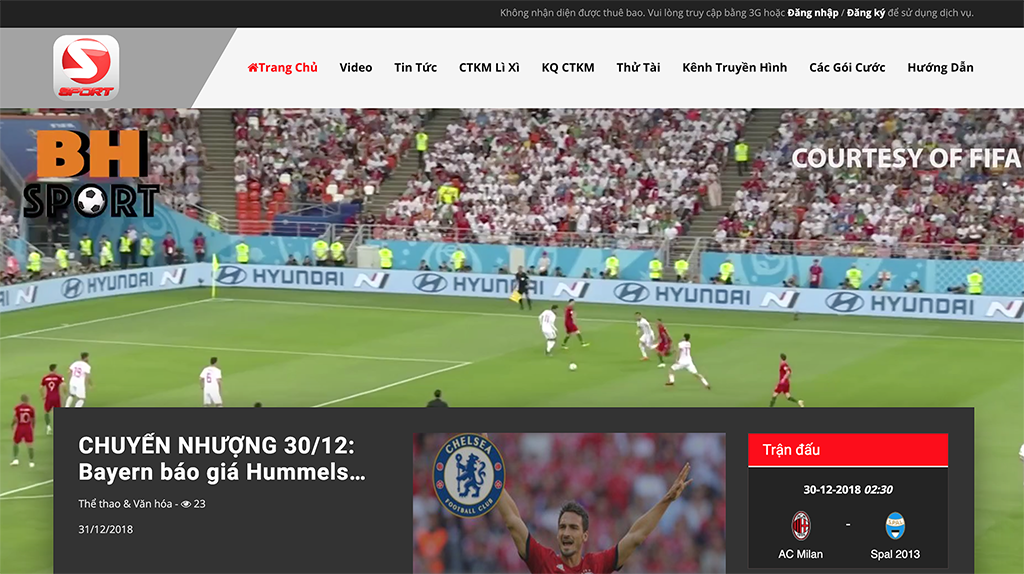 Không nhận diện được thuê bao. Vui lòng truy cập bằng 3G hoặc Đăng nhập / Đăng ký để sử dụng dịch vụ.
S
SPORT
Trang Chủ Video Tin Tức CTKM Lì Xì KQ CTKM Thử Tài Kênh Truyền Hình Các Gói Cước Hướng Dẫn
BH
SPORT
COURTESY OF FIFA
HYUNDAI N HYUNDAI N HYUNDAI N HYUNDAI N
CHUYỂN NHƯỢNG 30/12:
Bayern báo giá Hummels…
Thể thao & Văn hóa - 23
31/12/2018
CHELSEA
FOOTBALL CLUB
Trận đấu
30-12-2018 02:30
-
AC Milan Spal 2013